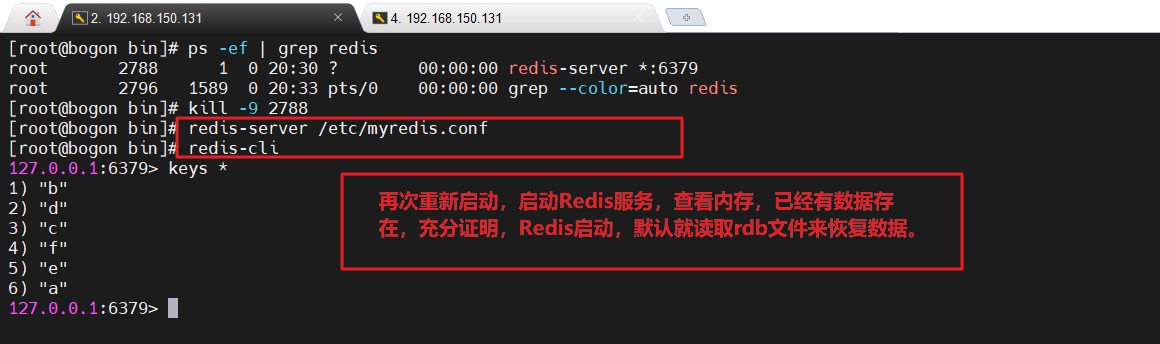 2. 192.168.150.131
4. 192.168.150.131
[root@bogon bin]# ps -ef | grep redis
root 2788 1 0 20:30 ? 00:00:00 redis-server *:6379
root 2796 1589 0 20:33 pts/0 00:00:00 grep --color=auto redis
[root@bogon bin]# kill -9 2788
[root@bogon bin]# redis-server /etc/myredis.conf
[root@bogon bin]# redis-cli
127.0.0.1:6379> keys *
1) "b"
2) "d"
3) "c"
4) "f"
5) "e"
6) "a"
127.0.0.1:6379>
再次重新启动，启动Redis服务，查看内存，已经有数据存
在，充分证明，Redis启动，默认就读取rdb文件来恢复数据。